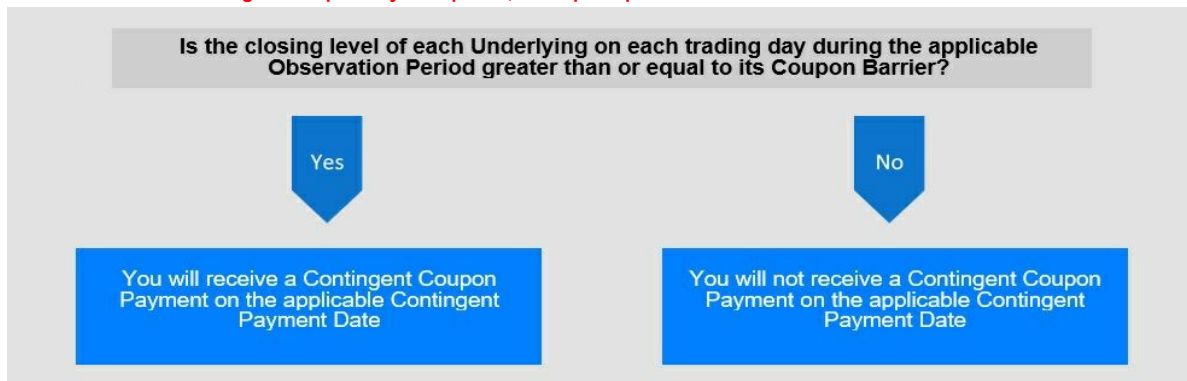 Is the closing level of each Underlying on each trading day during the applicable
Observation Period greater than or equal to its Coupon Barrier?
Yes
No
You will receive a Contingent Coupon
Payment on the applicable Contingent
Payment Date
You will not receive a Contingent Coupon
Payment on the applicable Contingent
Payment Date